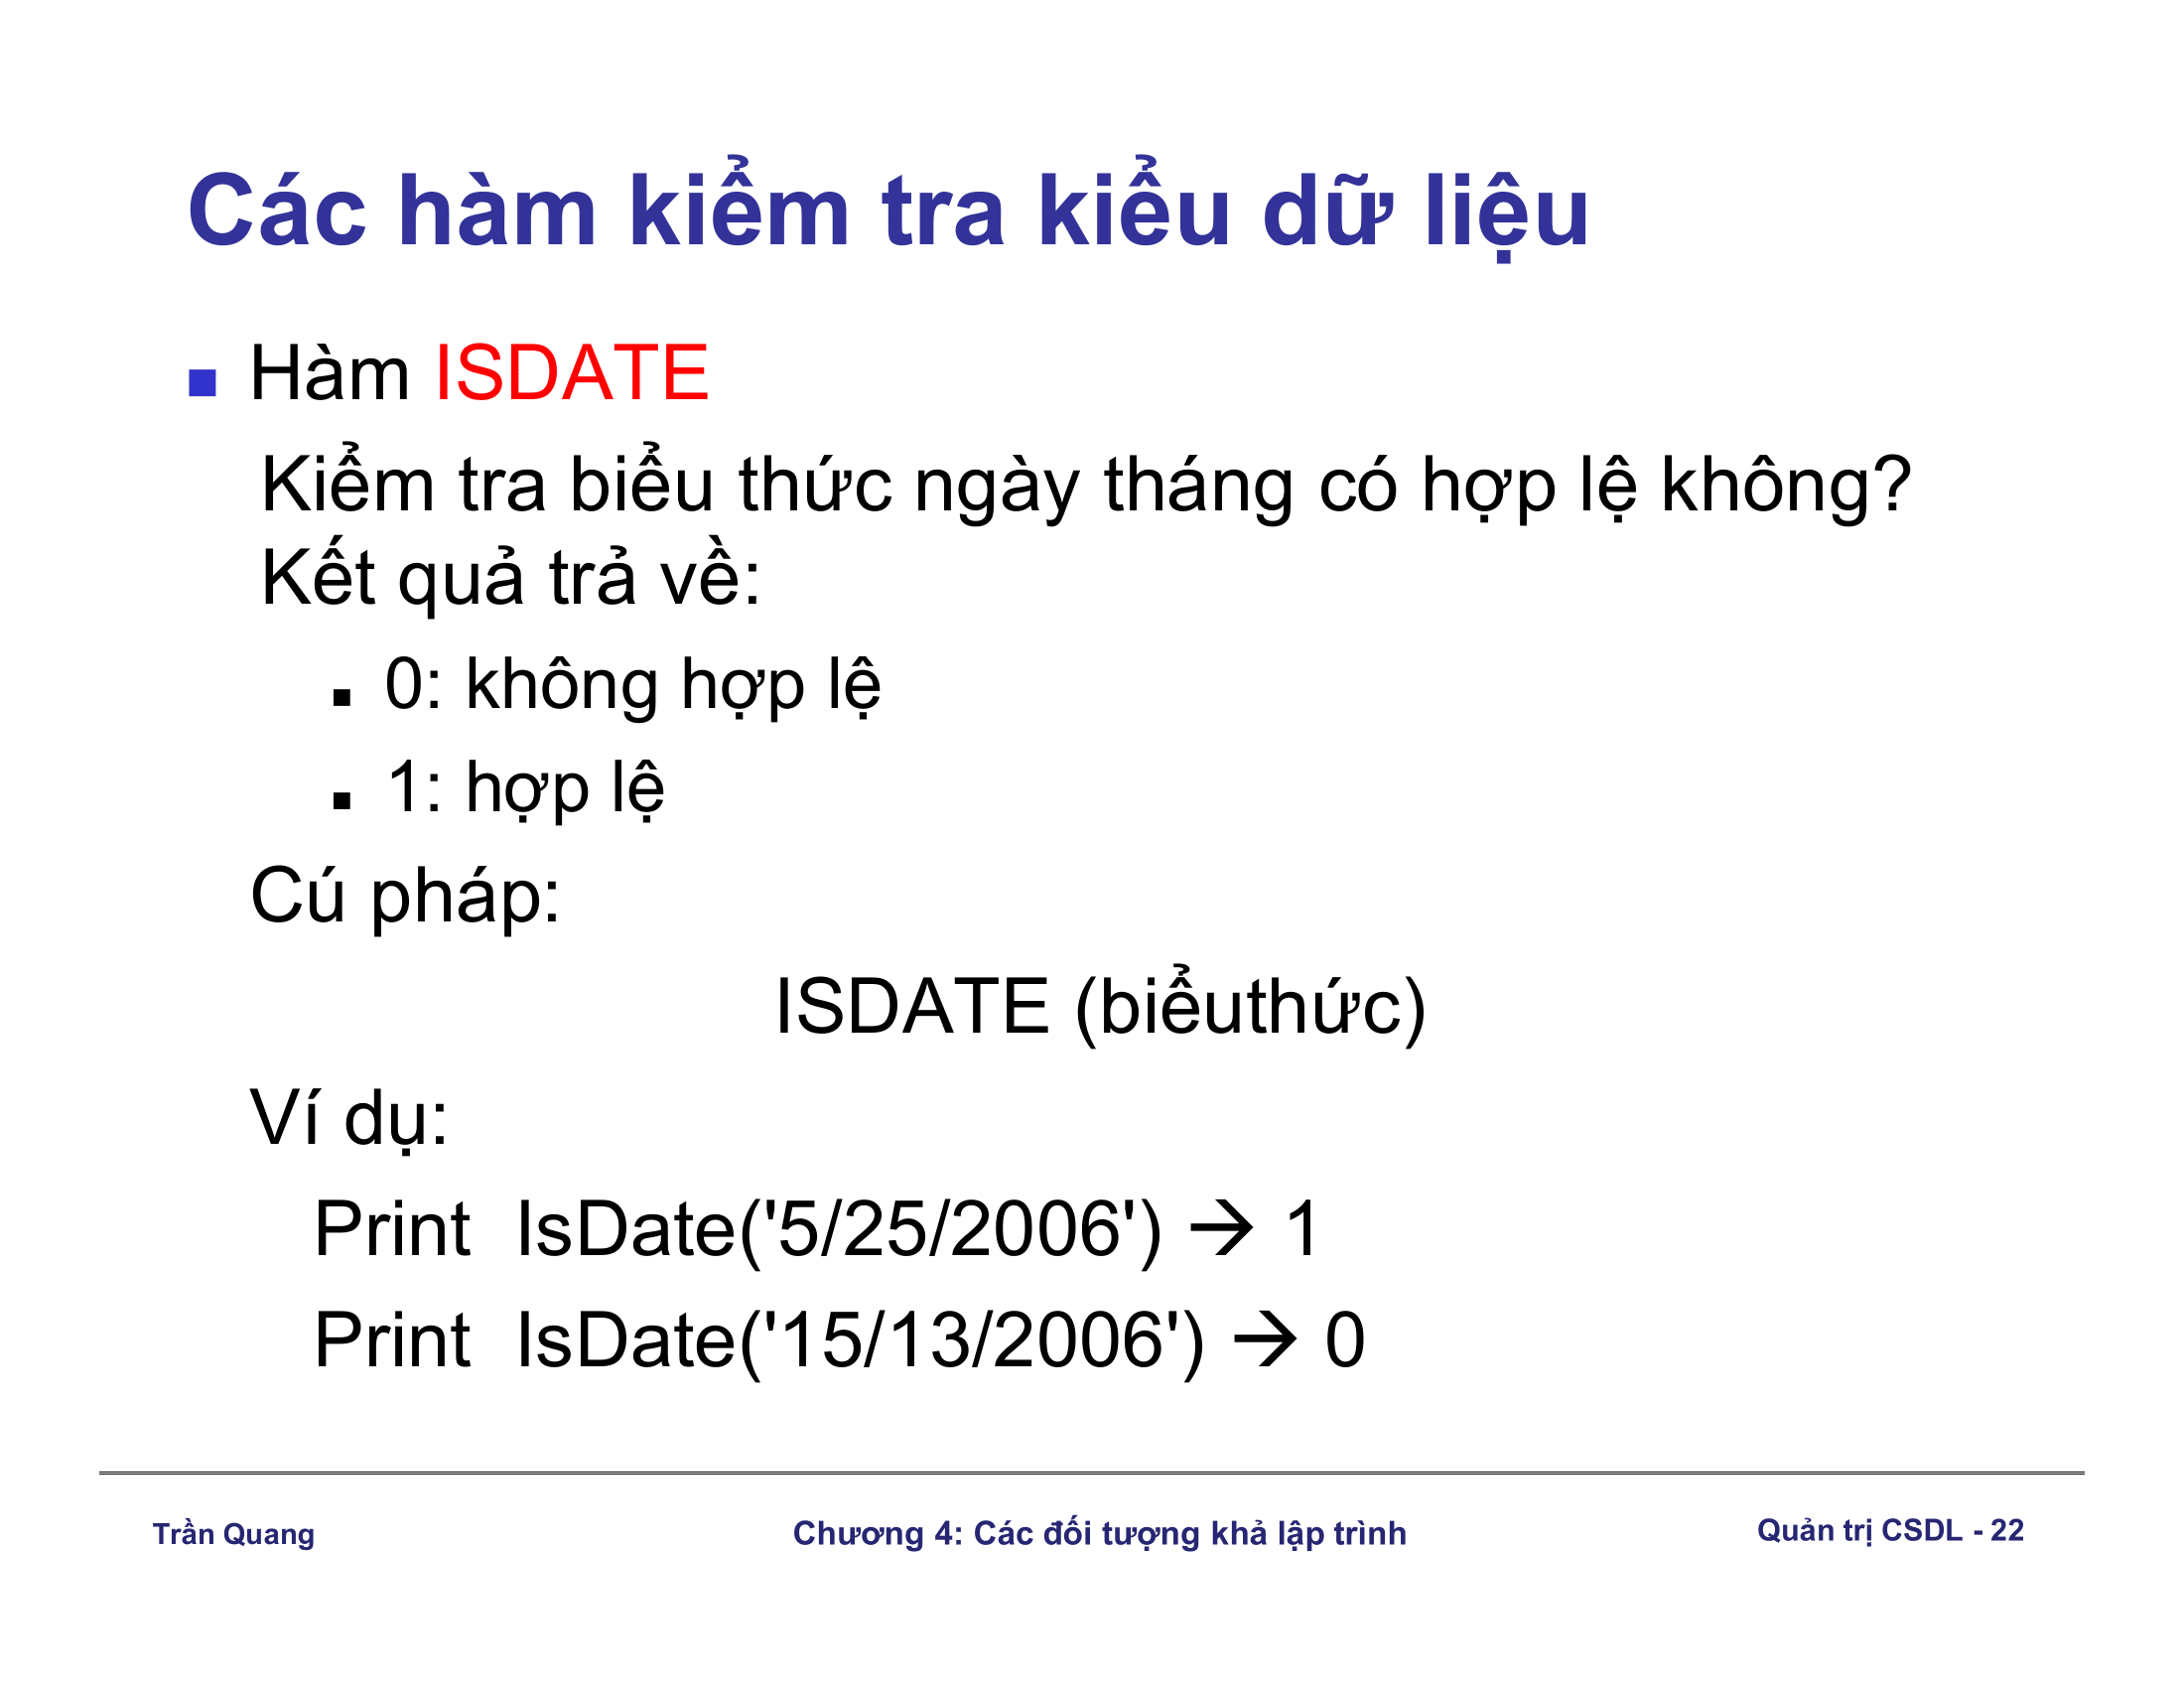 Các hàm kiểm tra kiểu dữ liệu
Hàm ISDATE
Kiểm tra biểu thức ngày tháng có hợp lệ không?
Kết quả trả về:
0: không hợp lệ
1: hợp lệ
Cú pháp:
ISDATE (biểuthức)
Ví dụ:
Print IsDate('5/25/2006') → 1
Print IsDate('15/13/2006') → 0
Trần Quang
Chương 4: Các đối tượng khả lập trình
Quản trị CSDL - 22